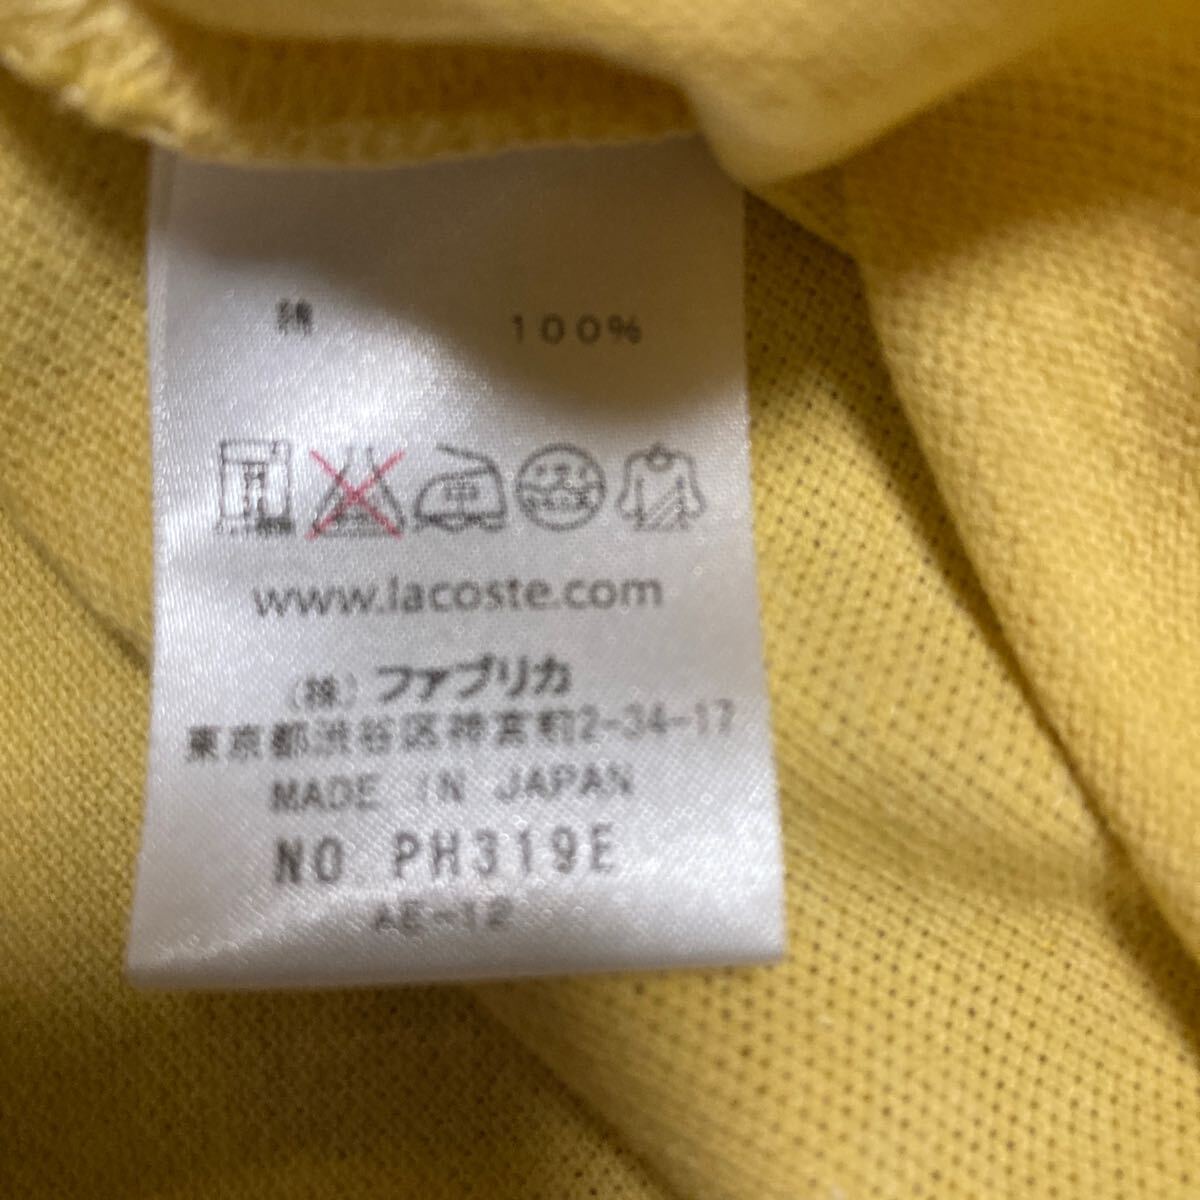 綿 100%
中
www.lacoste.com
(株) ファブリカ
東京都渋谷区神宮前2-34-17
MADE IN JAPAN
NO PH319E
AE-12